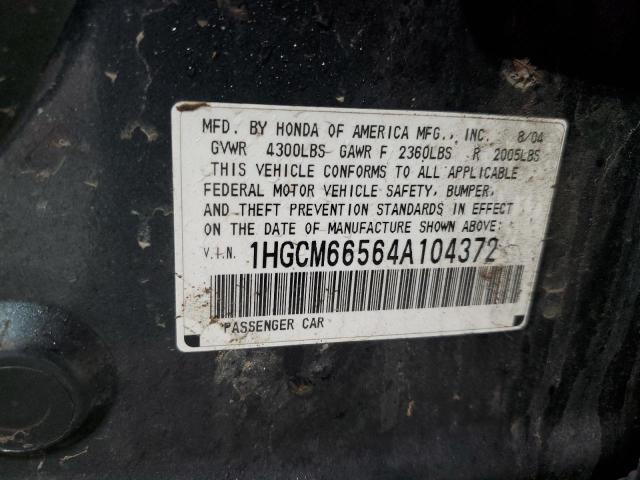 MFD. BY HONDA OF AMERICA MFG., INC. 8/04
GVWR 4300LBS GAWR F 2360LBS R 2005LBS
THIS VEHICLE CONFORMS TO ALL APPLICABLE
FEDERAL MOTOR VEHICLE SAFETY, BUMPER,
AND THEFT PREVENTION STANDARDS IN EFFECT
ON THE DATE OF MANUFACTURE SHOWN ABOVE:
V.I.N. 1HGCM66564A104372
PASSENGER CAR